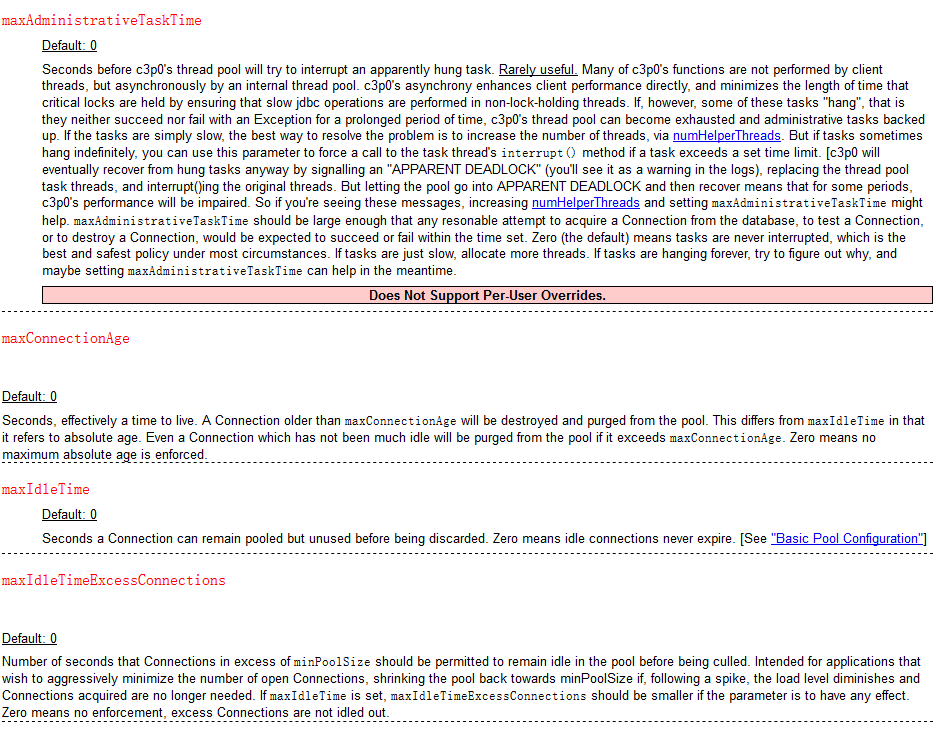 maxAdministrativeTaskTime
Default: 0
Seconds before c3p0's thread pool will try to interrupt an apparently hung task. Rarely useful. Many of c3p0's functions are not performed by client
threads, but asynchronously by an internal thread pool. c3p0's asynchrony enhances client performance directly, and minimizes the length of time that
critical locks are held by ensuring that slow jdbc operations are performed in non-lock-holding threads. If, however, some of these tasks "hang", that is
they neither succeed nor fail with an Exception for a prolonged period of time, c3p0's thread pool can become exhausted and administrative tasks backed
up. If the tasks are simply slow, the best way to resolve the problem is to increase the number of threads, via numHelperThreads. But if tasks sometimes
hang indefinitely, you can use this parameter to force a call to the task thread's interrupt() method if a task exceeds a set time limit. [c3p0 will
eventually recover from hung tasks anyway by signalling an "APPARENT DEADLOCK" (you'll see it as a warning in the logs), replacing the thread pool
task threads, and interrupt()ing the original threads. But letting the pool go into APPARENT DEADLOCK and then recover means that for some periods,
c3p0's performance will be impaired. So if you're seeing these messages, increasing numHelperThreads and setting maxAdministrativeTaskTime might
help. maxAdministrativeTaskTime should be large enough that any resonable attempt to acquire a Connection from the database, to test a Connection,
or to destroy a Connection, would be expected to succeed or fail within the time set. Zero (the default) means tasks are never interrupted, which is the
best and safest policy under most circumstances. If tasks are just slow, allocate more threads. If tasks are hanging forever, try to figure out why, and
maybe setting maxAdministrativeTaskTime can help in the meantime.
Does Not Support Per-User Overrides.
maxConnectionAge
Default: 0
Seconds, effectively a time to live. A Connection older than maxConnectionAge will be destroyed and purged from the pool. This differs from maxIdleTime in that
it refers to absolute age. Even a Connection which has not been much idle will be purged from the pool if it exceeds maxConnectionAge. Zero means no
maximum absolute age is enforced.
maxIdleTime
Default: 0
Seconds a Connection can remain pooled but unused before being discarded. Zero means idle connections never expire. [See "Basic Pool Configuration"]
maxIdleTimeExcessConnections
Default: 0
Number of seconds that Connections in excess of minPoolSize should be permitted to remain idle in the pool before being culled. Intended for applications that
wish to aggressively minimize the number of open Connections, shrinking the pool back towards minPoolSize if, following a spike, the load level diminishes and
Connections acquired are no longer needed. If maxIdleTime is set, maxIdleTimeExcessConnections should be smaller if the parameter is to have any effect.
Zero means no enforcement, excess Connections are not idled out.